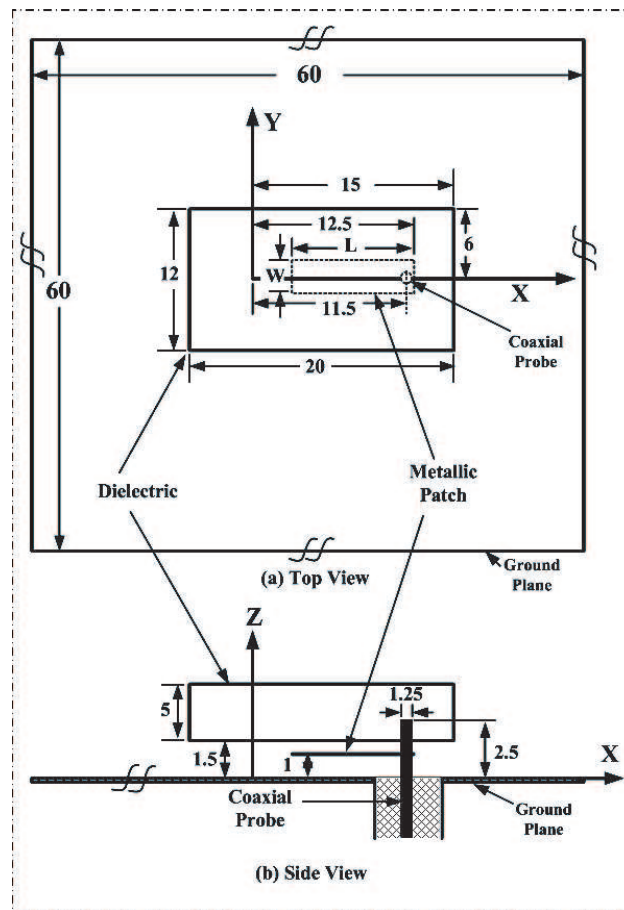 60
Y
15
12.5
L
6
W
12
60
X
11.5
Coaxial
Probe
20
Dielectric
Metallic
Patch
(a) Top View
Ground
Plane
Z
1.25
5
1.5
1
2.5
X
Coaxial
Probe
Ground
Plane
(b) Side View